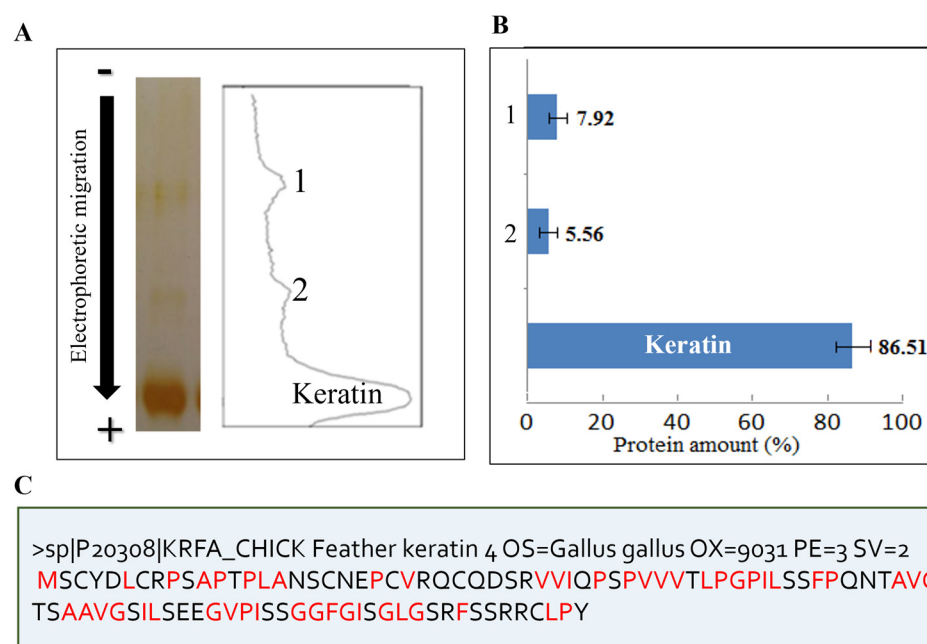 A
B
-
Electrophoretic migration
+
1
2
Keratin
1
7.92
2
5.56
Keratin
86.51
0 20 40 60 80 100
Protein amount (%)
C
>sp|P20308|KRFA_CHICK Feather keratin 4 OS=Gallus gallus OX=9031 PE=3 SV=2
MSCYDLCRPSAPTPLANSCNEPCVRQCQDSRVVIQPSPVVVTLPGPILSSFPQNTAV
TSAAVGSILSEEGVPISSGGFGISGLGSRFSSRRCLPY